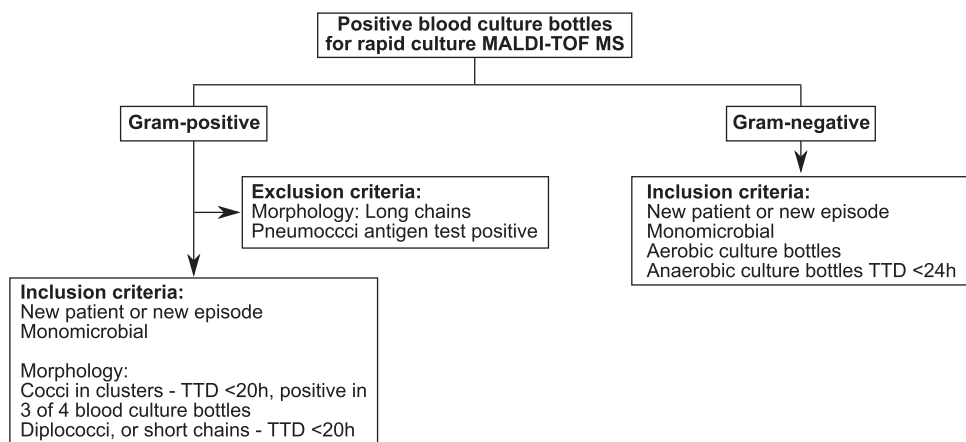 Positive blood culture bottles
for rapid culture MALDI-TOF MS
Gram-positive
Gram-negative
Exclusion criteria:
Morphology: Long chains
Pneumoccci antigen test positive
Inclusion criteria:
New patient or new episode
Monomicrobial
Aerobic culture bottles
Anaerobic culture bottles TTD <24h
Inclusion criteria:
New patient or new episode
Monomicrobial
Morphology:
Cocci in clusters - TTD <20h, positive in
3 of 4 blood culture bottles
Diplococci, or short chains - TTD <20h